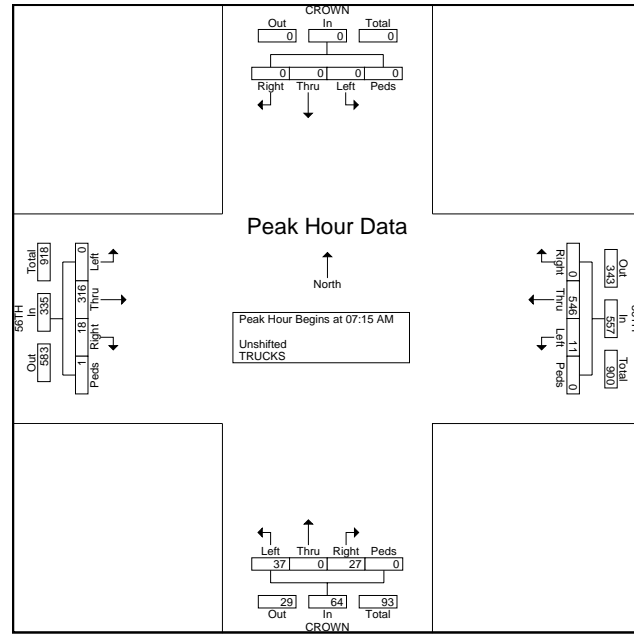 CROWN
Out In Total
0 0 0
0 0 0 0
Right Thru Left Peds
Peak Hour Data
North
Peak Hour Begins at 07:15 AM
Unshifted
TRUCKS
56TH
Total In Out
918 335 583
0 316 18 1
Left Thru Right Peds
Out In Total
343 557 900
0 546 11 0
Right Thru Left Peds
Left Thru Right Peds
37 0 27 0
29 64 93
Out In Total
CROWN